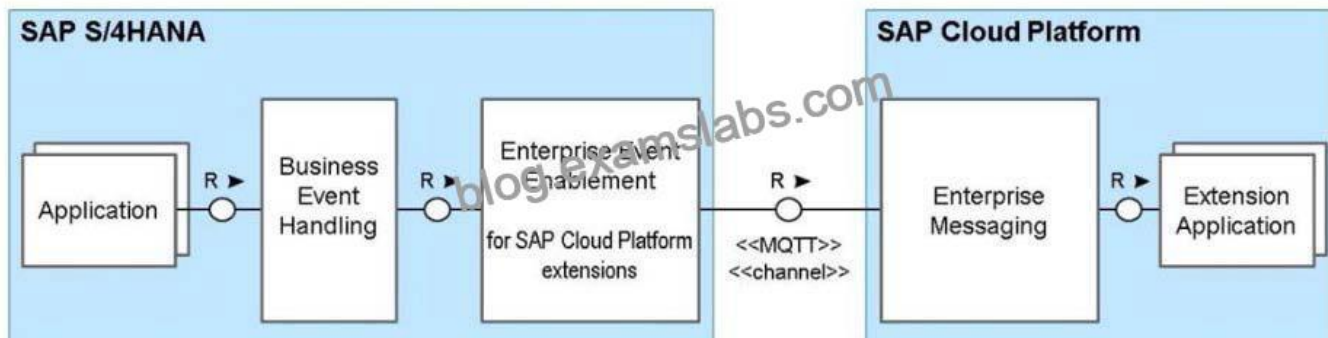 SAP S/4HANA
SAP Cloud Platform
Application
R ►
Business
Event
Handling
R ►
Enterprise Event
Enablement
for SAP Cloud Platform
extensions
R ►
<<MQTT>>
<<channel>>
Enterprise
Messaging
R ►
Extension
Application
blog.examslabs.com